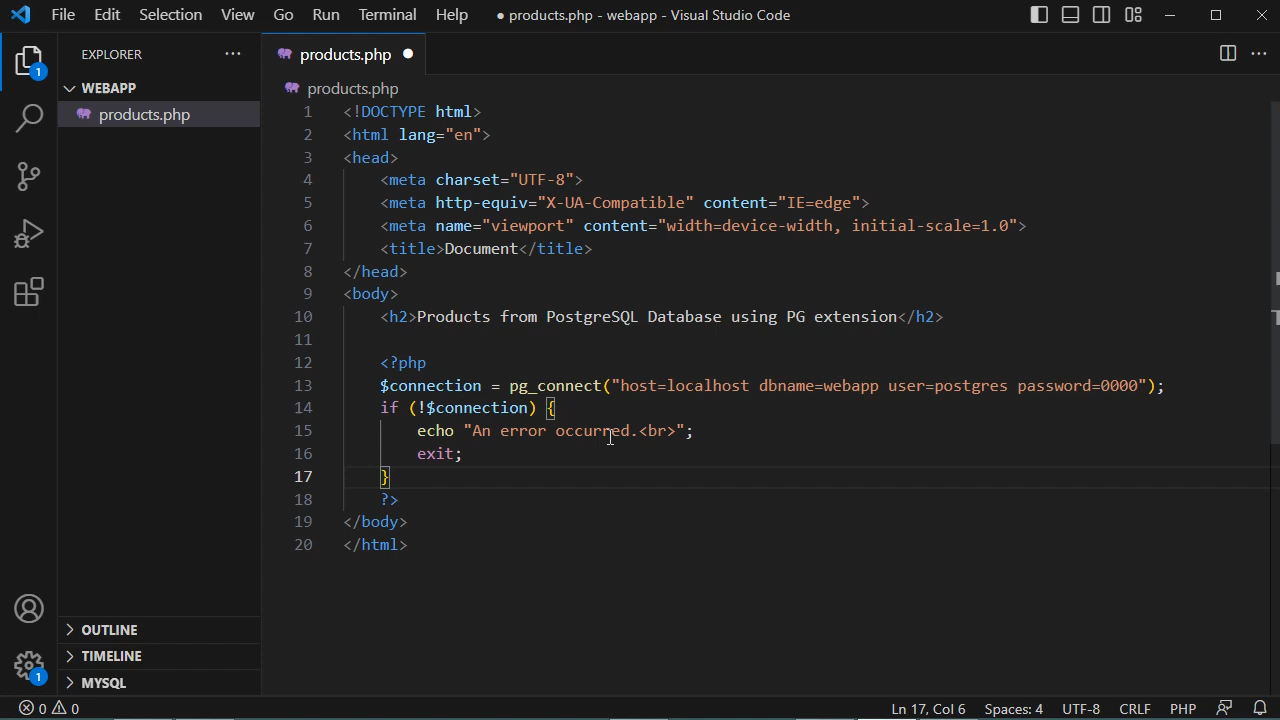 File Edit Selection View Go Run Terminal Help ● products.php - webapp - Visual Studio Code
EXPLORER
1
WEBAPP
products.php
products.php
products.php
1 <!DOCTYPE html>
2 <html lang="en">
3 <head>
4 <meta charset="UTF-8">
5 <meta http-equiv="X-UA-Compatible" content="IE=edge">
6 <meta name="viewport" content="width=device-width, initial-scale=1.0">
7 <title>Document</title>
8 </head>
9 <body>
10 <h2>Products from PostgreSQL Database using PG extension</h2>
11
12 <?php
13 $connection = pg_connect("host=localhost dbname=webapp user=postgres password=0000");
14 if (!$connection) {
15 echo "An error occurred.<br>";
16 exit;
17 }
18 ?>
19 </body>
20 </html>
OUTLINE
TIMELINE
MYSQL
1
0 0 Ln 17, Col 6 Spaces: 4 UTF-8 CRLF PHP